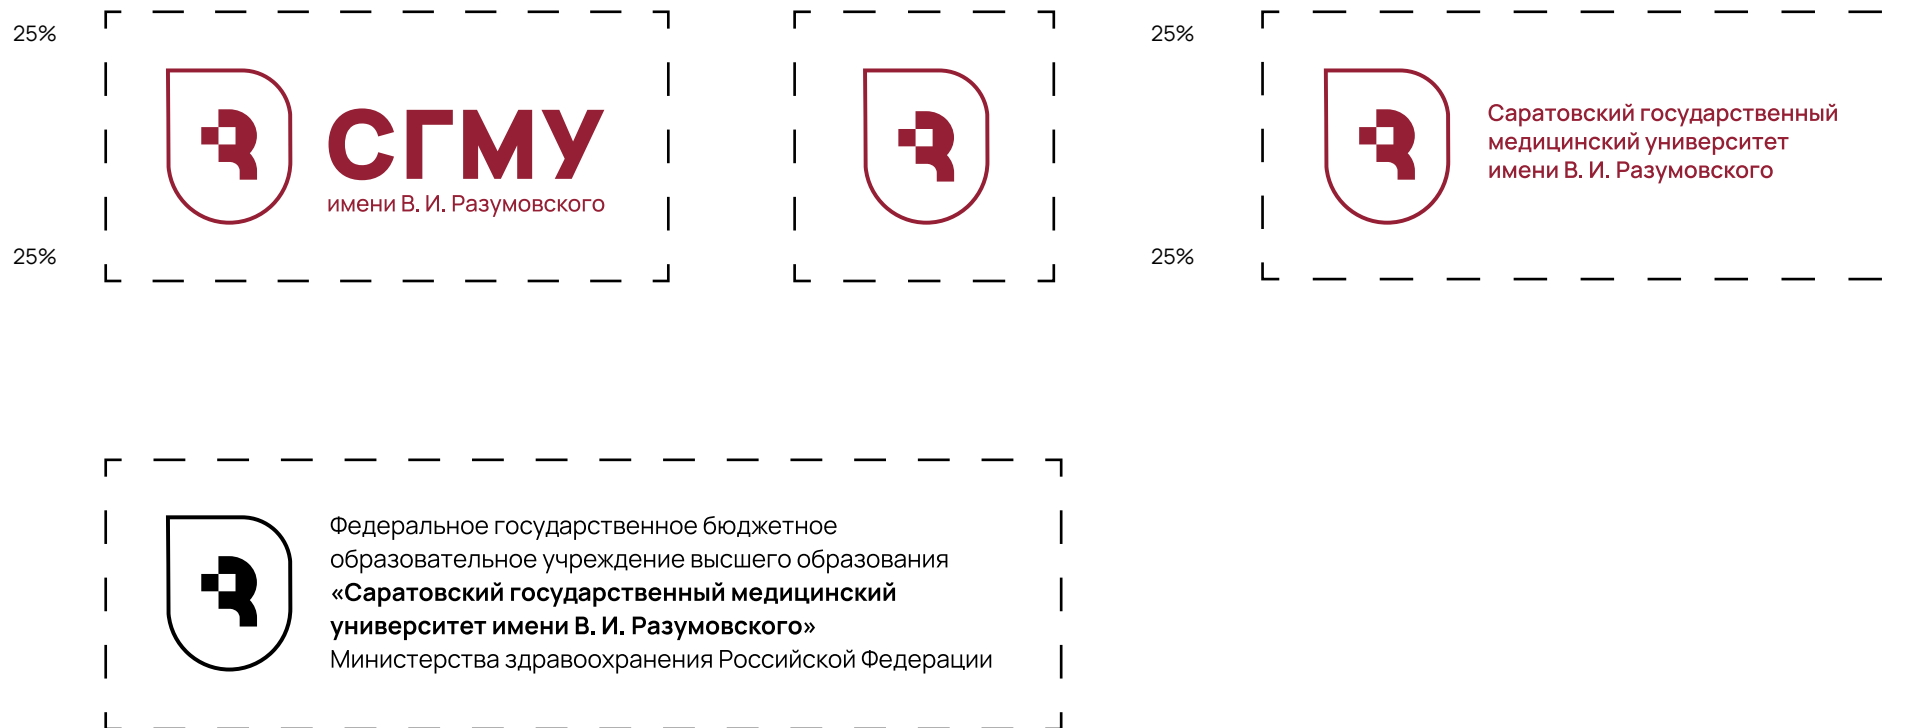 25%
СГМУ
имени В. И. Разумовского
25%
25%
Саратовский государственный
медицинский университет
имени В. И. Разумовского
25%
Федеральное государственное бюджетное
образовательное учреждение высшего образования
«Саратовский государственный медицинский
университет имени В. И. Разумовского»
Министерства здравоохранения Российской Федерации